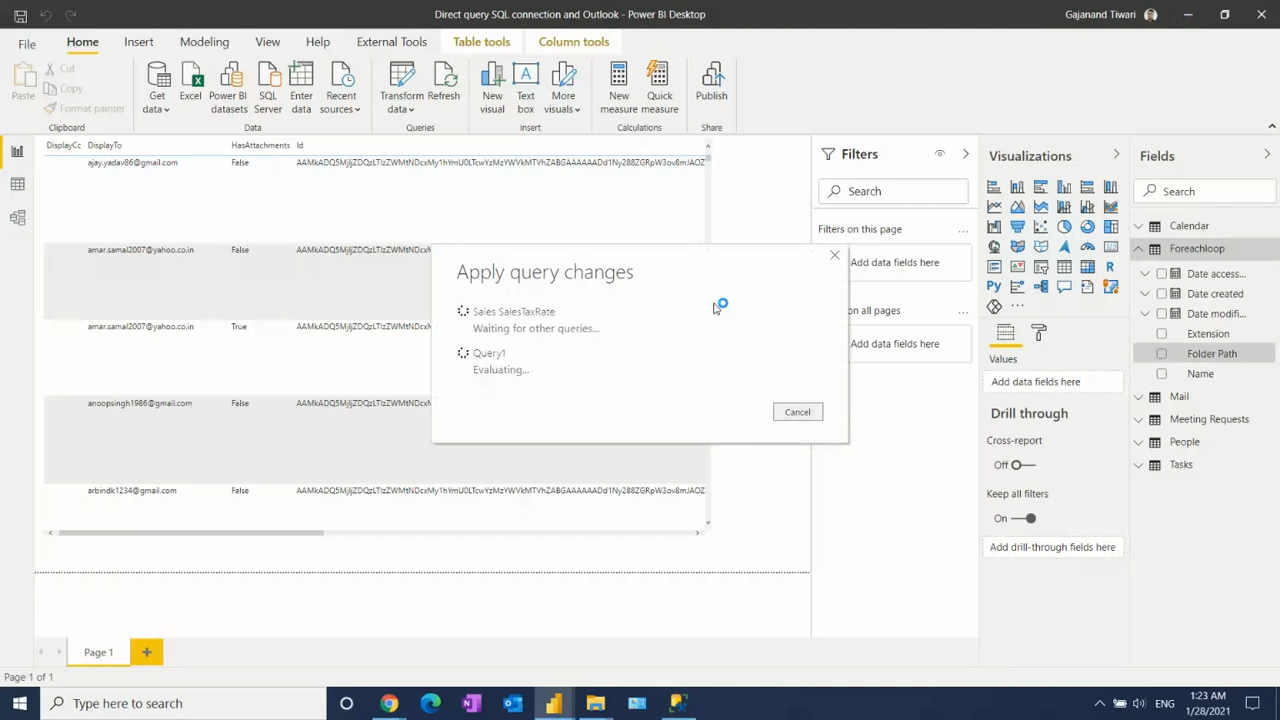 Direct query SQL connection and Outlook - Power BI Desktop
Gajanand Tiwari
File
Home
Insert
Modeling
View
Help
External Tools
Table tools
Column tools
Paste
Cut
Copy
Format painter
Clipboard
Get data
Excel
Power BI datasets
SQL Server
Enter data
Recent sources
Data
Transform data
Refresh
Queries
New visual
Text box
More visuals
Insert
New measure
Quick measure
Calculations
Publish
Share
DisplayCc DisplayTo HasAttachments Id
ajay.yadav86@gmail.com False
amar.samal2007@yahoo.co.in False
amar.samal2007@yahoo.co.in True
anoopsingh1986@gmail.com False
arbindk1234@gmail.com False
Apply query changes
Sales SalesTaxRate
Waiting for other queries...
Query1
Evaluating...
Cancel
Filters
Search
Filters on this page
...
Add data fields here
on all pages
...
Add data fields here
Visualizations
R
Py
...
Values
Add data fields here
Drill through
Cross-report
Off
Keep all filters
On
Add drill-through fields here
Fields
Search
Calendar
Foreachloop
Date access...
Date created
Date modifi...
Extension
Folder Path
Name
Mail
Meeting Requests
People
Tasks
Page 1
Page 1 of 1
Type here to search
ENG
1:23 AM
1/28/2021